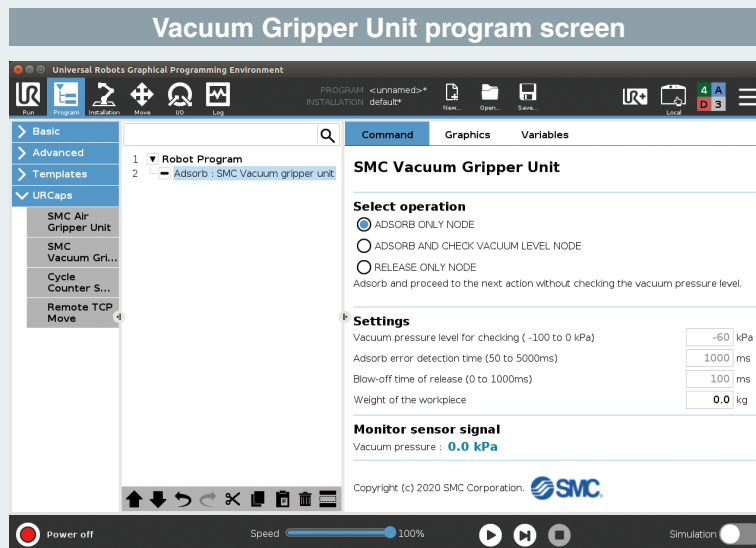 Vacuum Gripper Unit program screen
Universal Robots Graphical Programming Environment
UR
Run
Program
Installation
Move
I/O
Log
PROGRAM <unnamed>*
INSTALLATION default*
New...
Open...
Save...
UR+
Local
4 A
D 3
Basic
Advanced
Templates
URCaps
SMC Air
Gripper Unit
SMC
Vacuum Gri...
Cycle
Counter S...
Remote TCP
Move
1 Robot Program
2 Adsorb : SMC Vacuum gripper unit
Command Graphics Variables
SMC Vacuum Gripper Unit
Select operation
ADSORB ONLY NODE
ADSORB AND CHECK VACUUM LEVEL NODE
RELEASE ONLY NODE
Adsorb and proceed to the next action without checking the vacuum pressure level.
Settings
Vacuum pressure level for checking ( -100 to 0 kPa) -60 kPa
Adsorb error detection time (50 to 5000ms) 1000 ms
Blow-off time of release (0 to 1000ms) 100 ms
Weight of the workpiece 0.0 kg
Monitor sensor signal
Vacuum pressure : 0.0 kPa
Copyright (c) 2020 SMC Corporation. SMC.
Power off
Speed 100%
Simulation